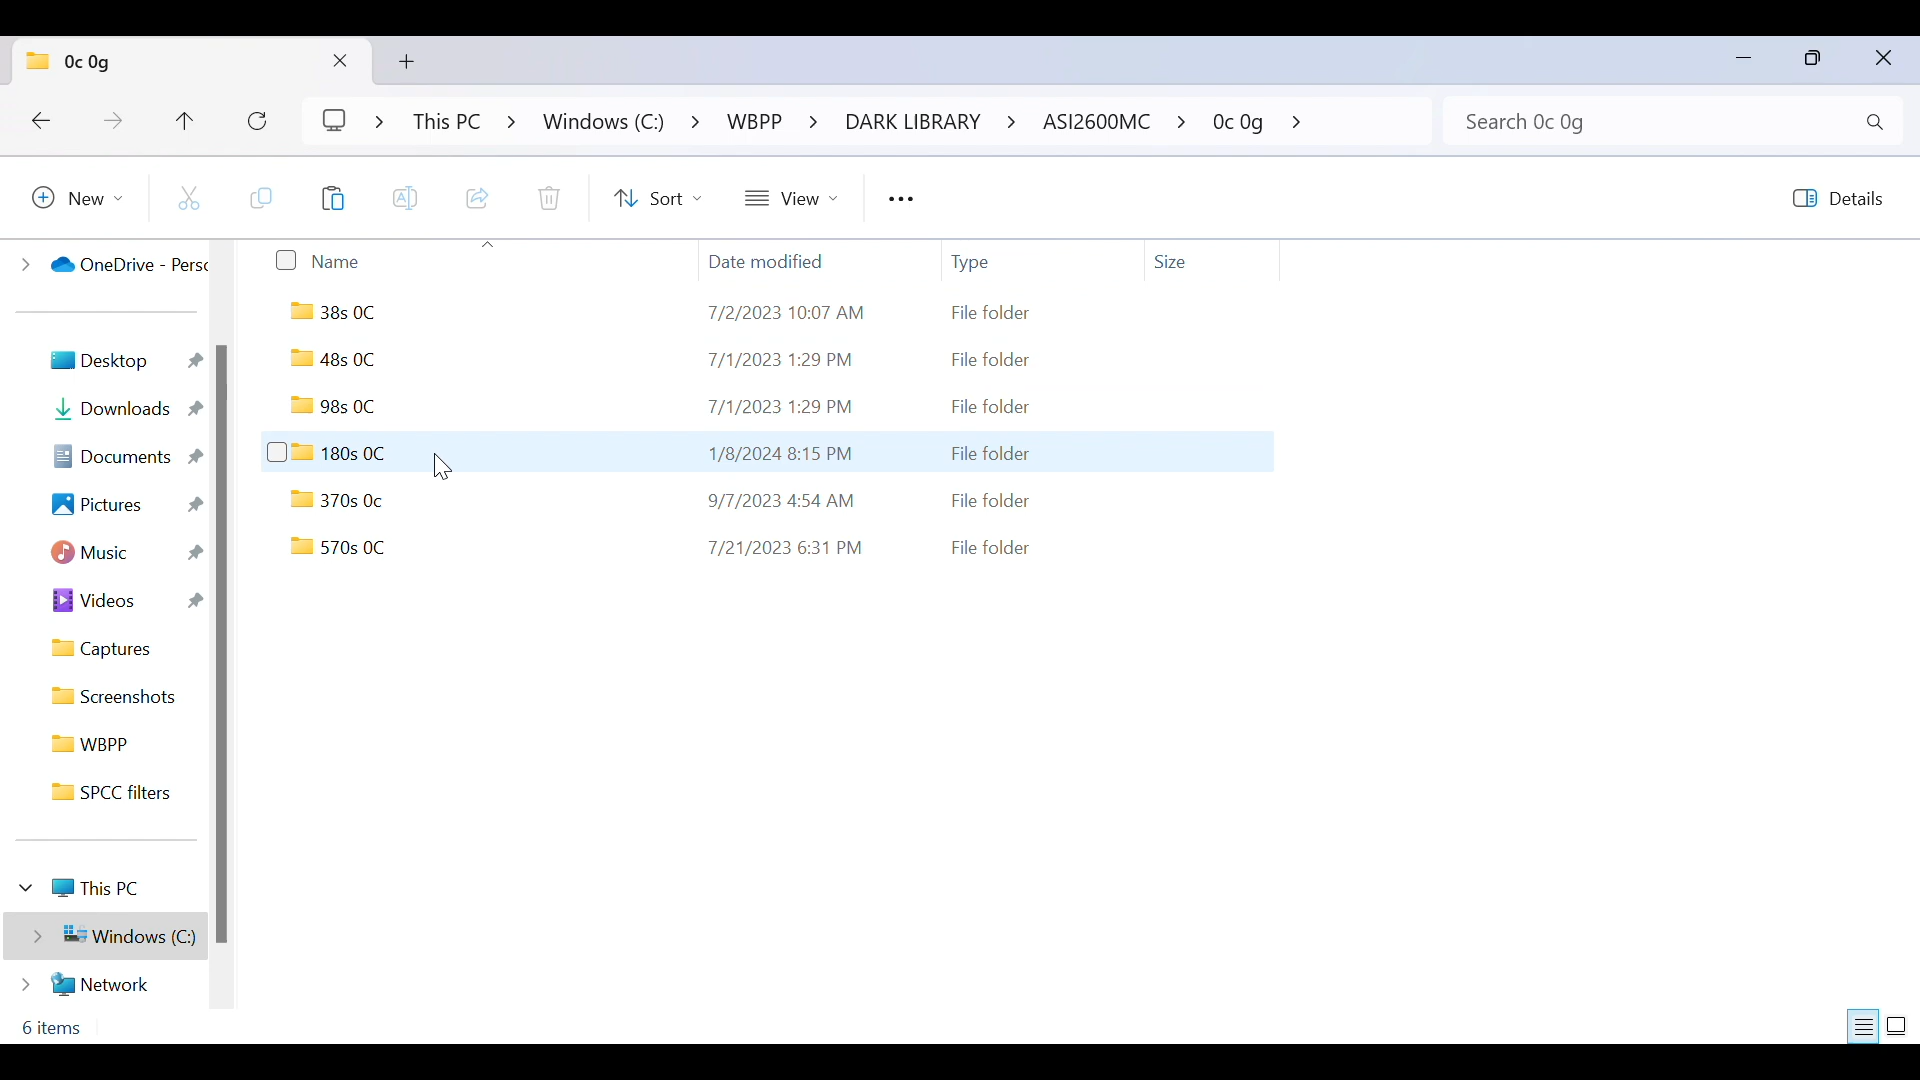 0c 0g
This PC > Windows (C:) > WBPP > DARK LIBRARY > ASI2600MC > 0c 0g >
Search 0c 0g
New
Sort
View
Details
OneDrive - Perso
Desktop
Downloads
Documents
Pictures
Music
Videos
Captures
Screenshots
WBPP
SPCC filters
This PC
Windows (C:)
Network
Name Date modified Type Size
38s 0C 7/2/2023 10:07 AM File folder
48s 0C 7/1/2023 1:29 PM File folder
98s 0C 7/1/2023 1:29 PM File folder
180s 0C 1/8/2024 8:15 PM File folder
370s 0c 9/7/2023 4:54 AM File folder
570s 0C 7/21/2023 6:31 PM File folder
6 items